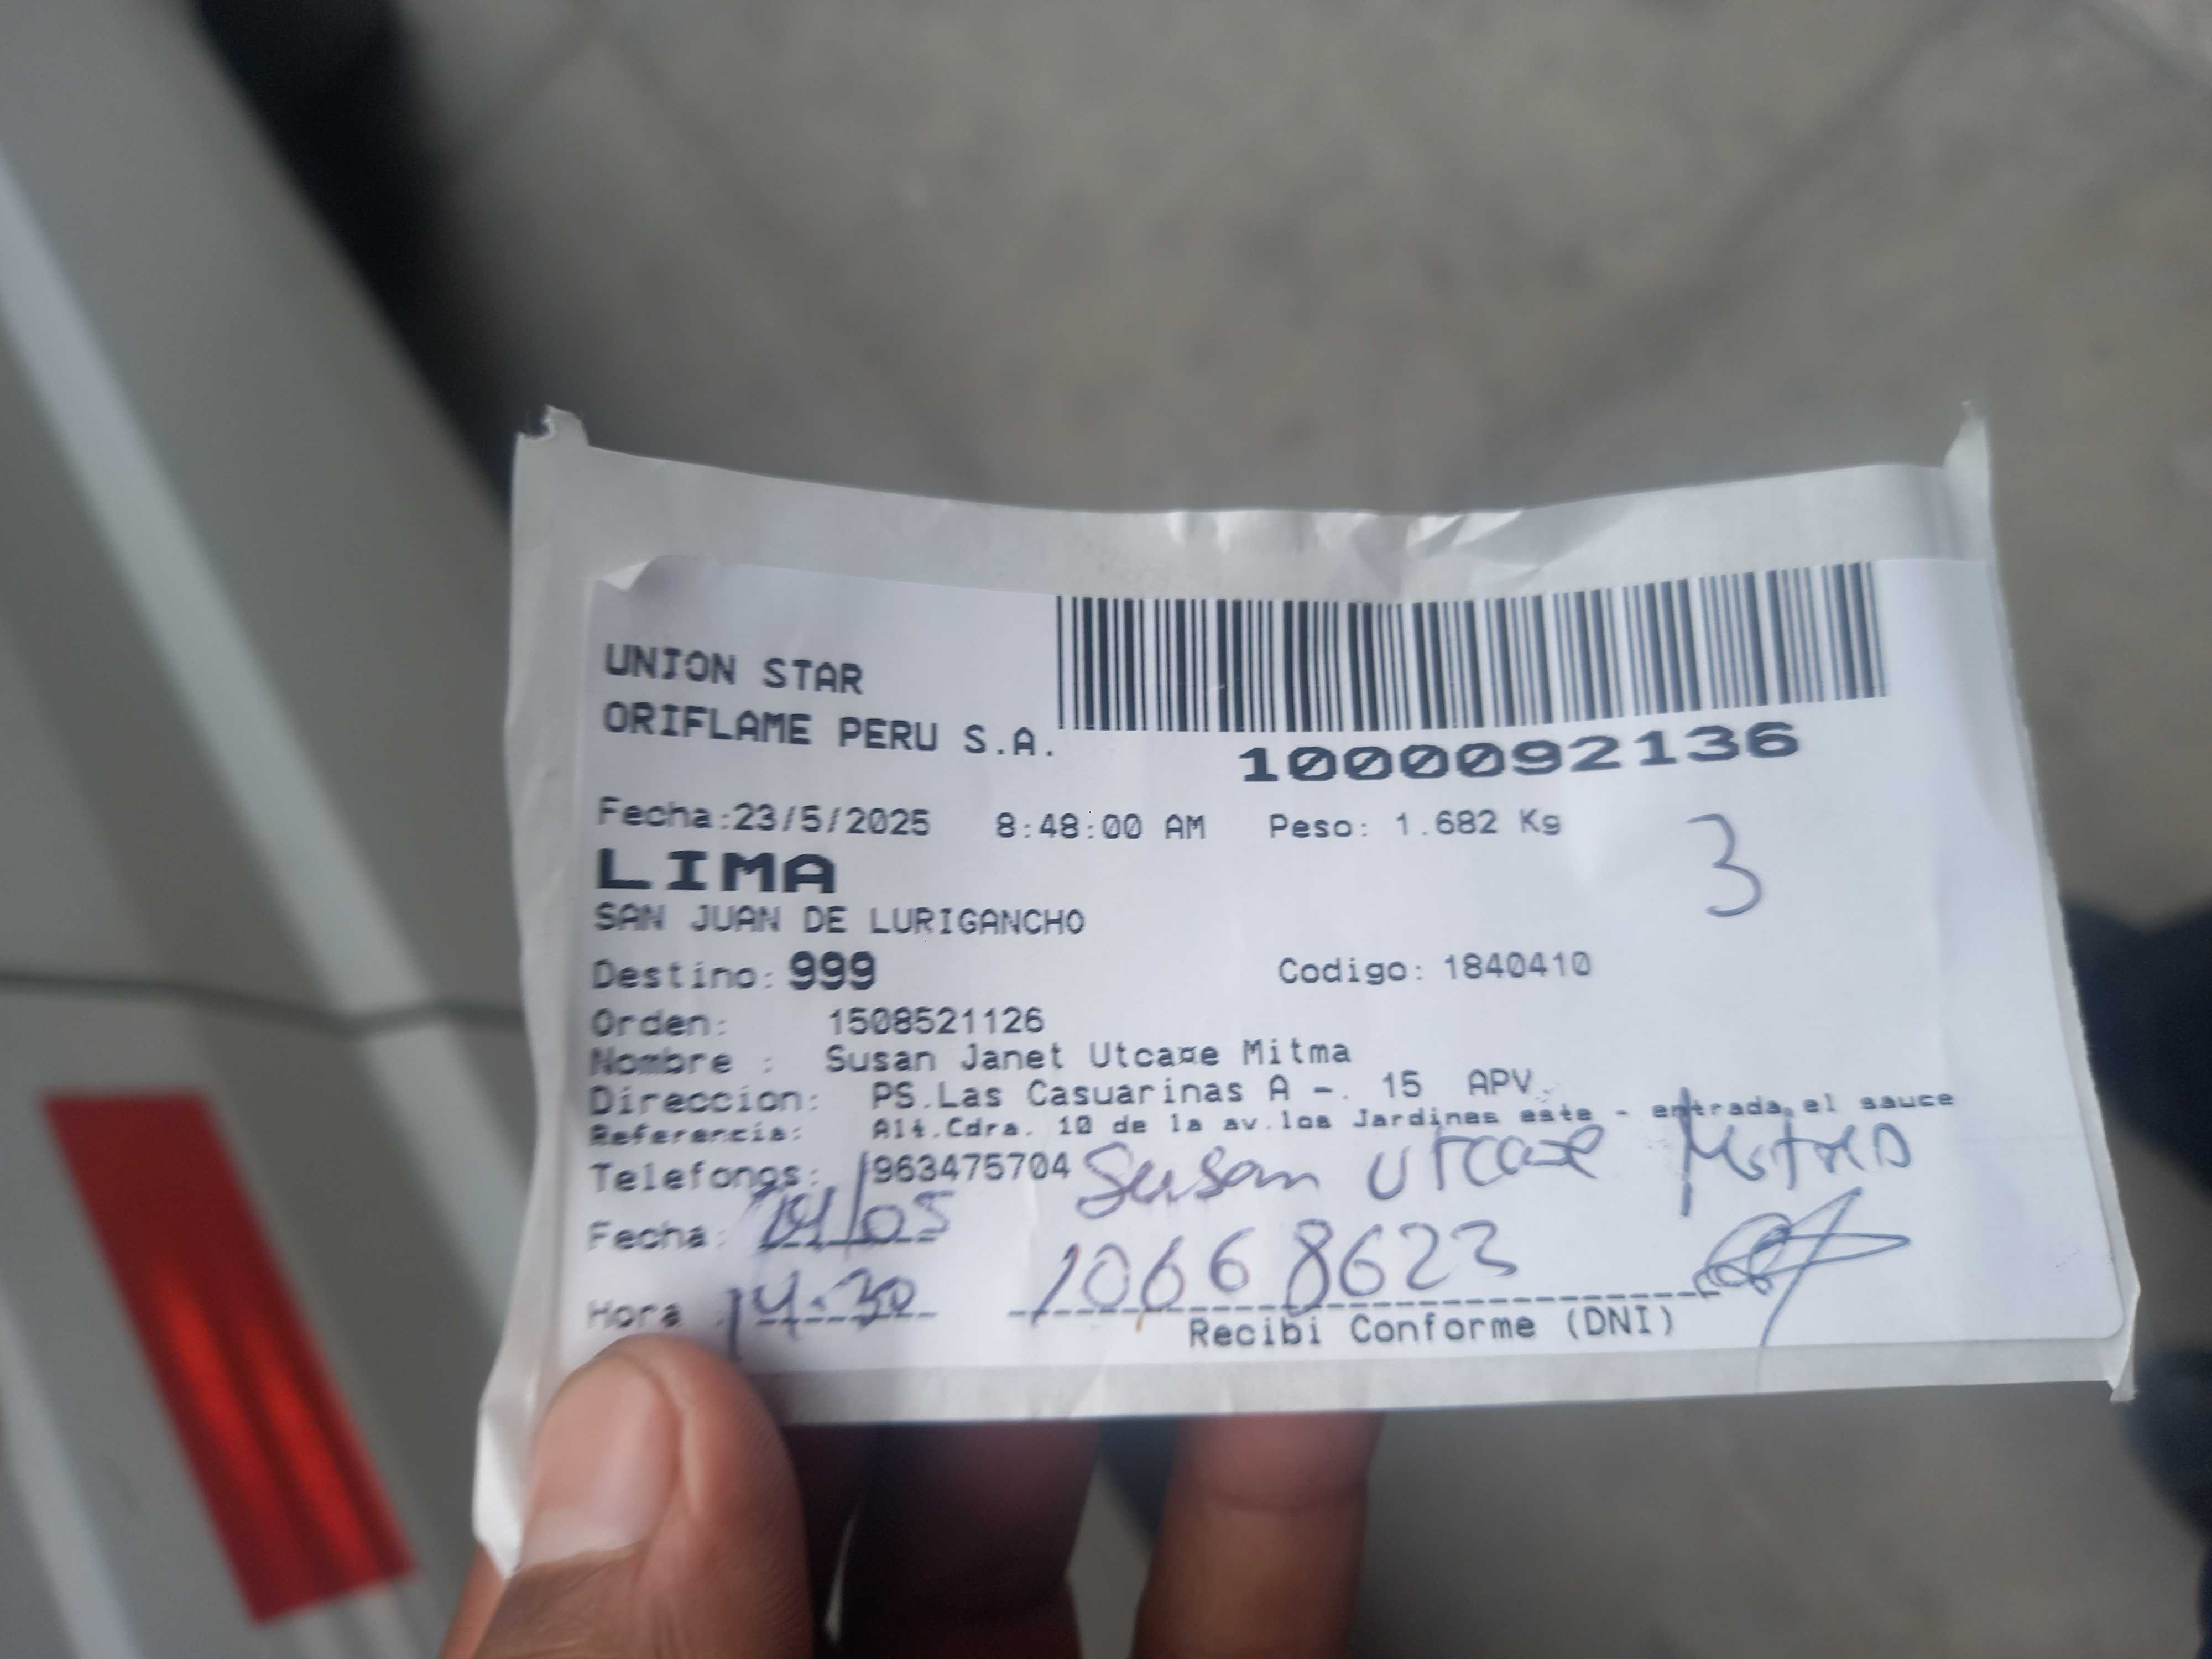 UNION STAR
ORIFLAME PERU S.A.
1000092136
Fecha:23/5/2025 8:48:00 AM Peso: 1.682 Kg
3
LIMA
SAN JUAN DE LURIGANCHO
Destino: 999 Codigo: 1840410
Orden: 1508521126
Nombre : Susan Janet Utca¤e Mitma
Direccion: PS.Las Casuarinas A -. 15 APV.
Referencia: Alt.Cdra. 10 de la av.los Jardines este - entrada, el sauce
Telefonos: 963475704 Susan Utcañe
Fecha: /05
Hora : 14:30 10668623
Recibi Conforme (DNI)